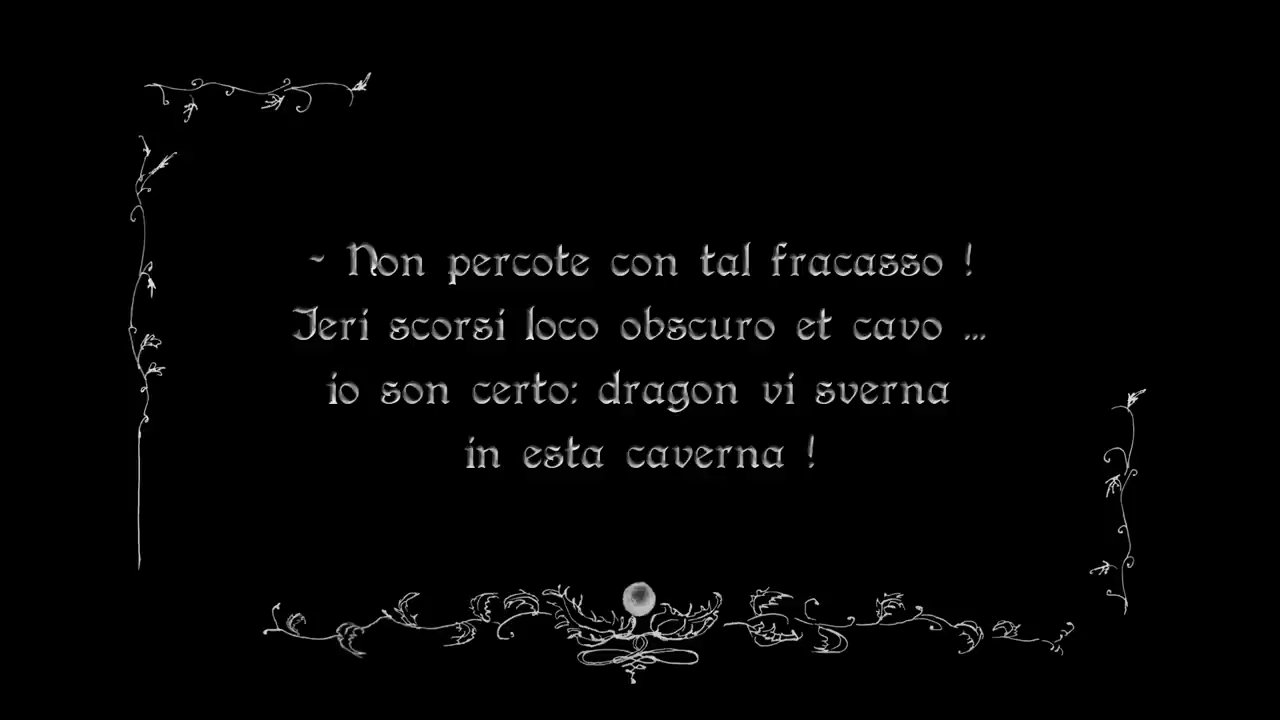 - Non percote con tal fracasso !
Ieri scorsi loco obscuro et cavo ...
io son certo: dragon vi sverna
in esta caverna !